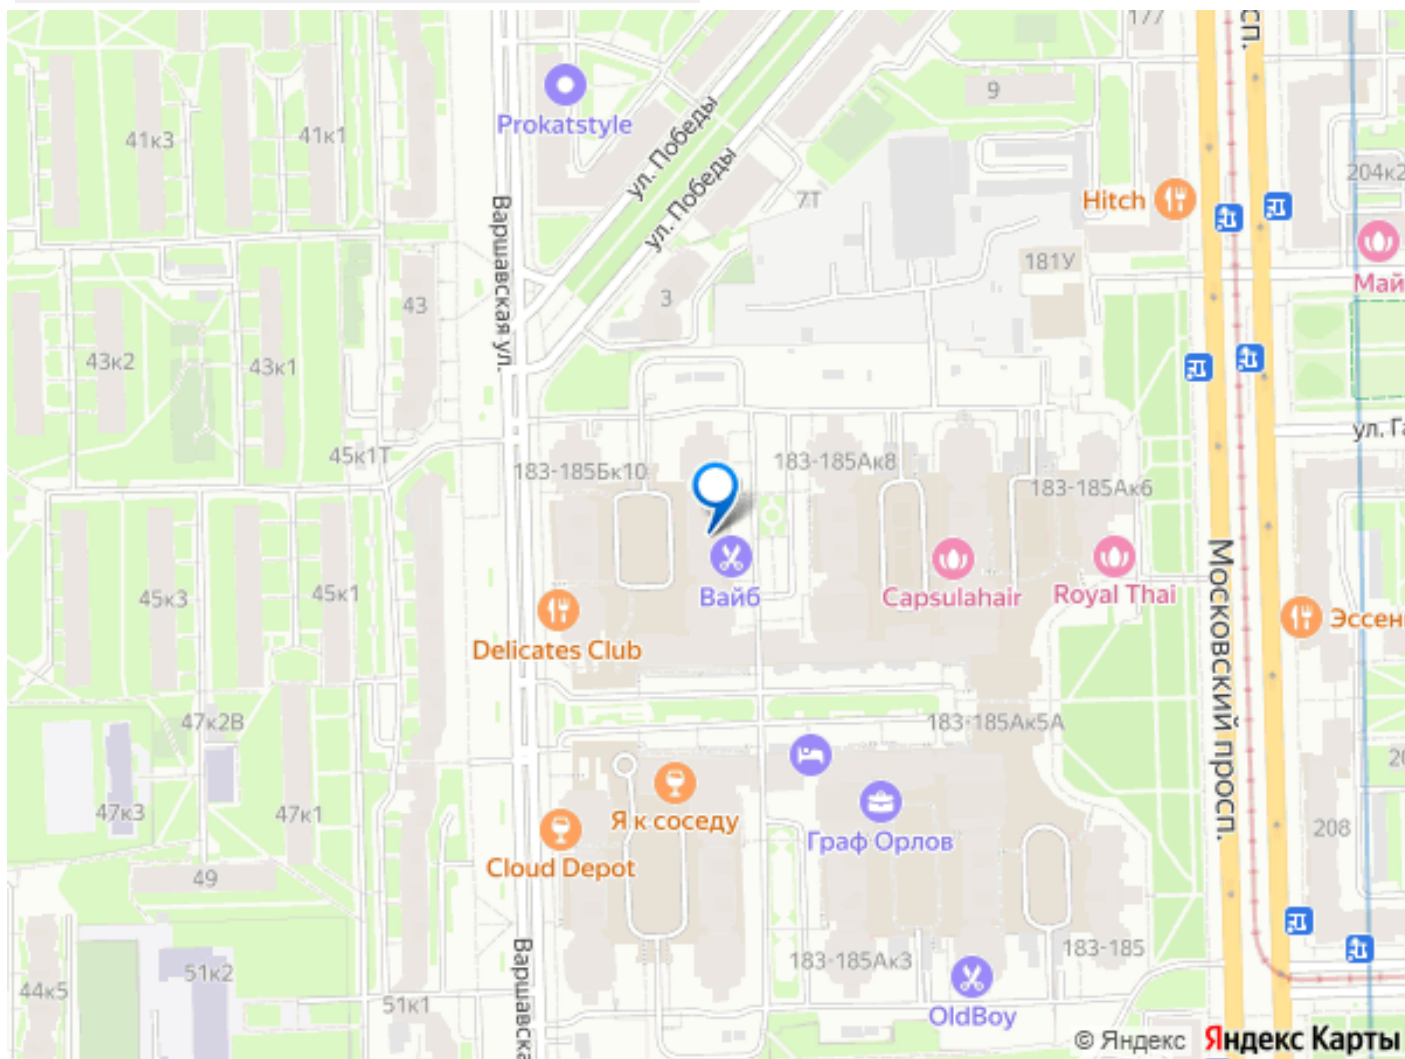 177
сп.
9
Prokatstyle
41к3
41к1
ул. Победы
ул. Победы
7Т
204к2
Hitch
Варшавская ул.
181У
Май
3
43
43к2
43к1
ул. Га
45к1Т
183-185Бк10
183-185Ак8
183-185Ак6
Московский просп.
45к3
45к1
Вайб
Capsulahair
Royal Thai
Эссен
Delicates Club
47к2В
183-185Ак5А
20
47к3
47к1
Я к соседу
Граф Орлов
208
Cloud Depot
49
Варшавска
183-185
183-185Ак3
51к2
44к5
51к1
OldBoy
© Яндекс Яндекс Карты